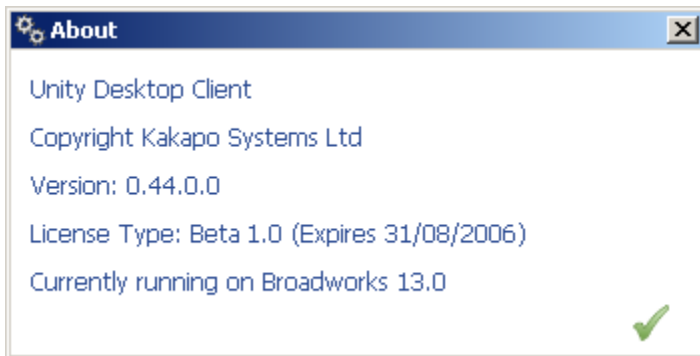 About
Unity Desktop Client
Copyright Kakapo Systems Ltd
Version: 0.44.0.0
License Type: Beta 1.0 (Expires 31/08/2006)
Currently running on Broadworks 13.0